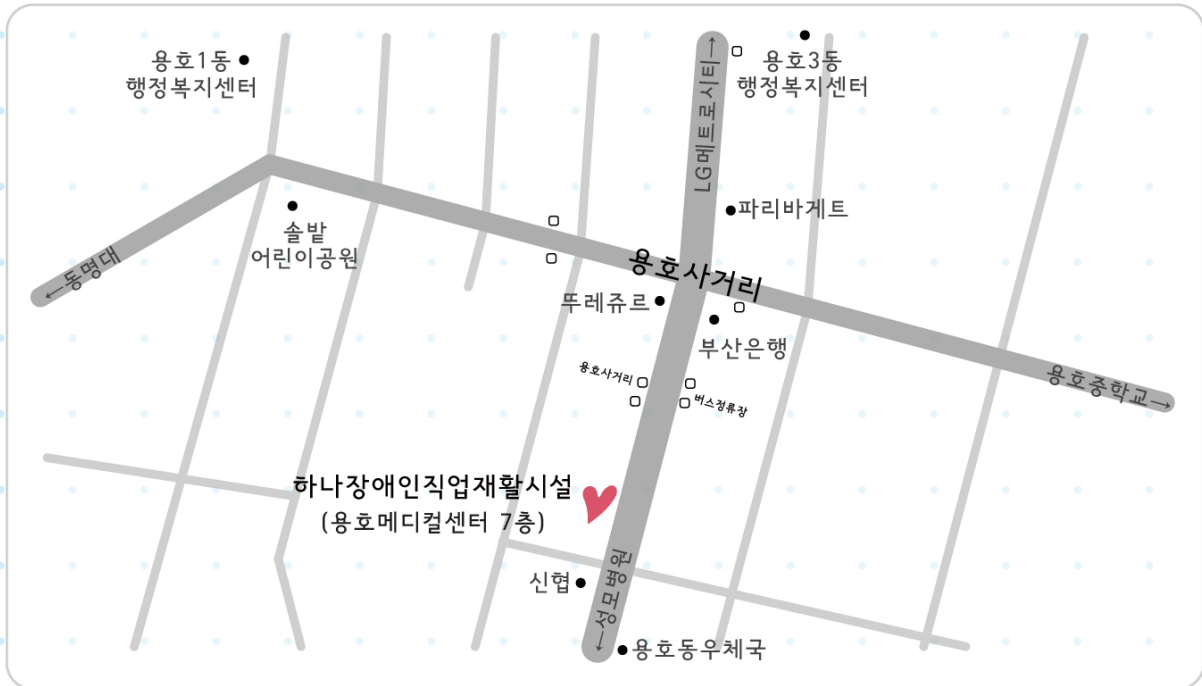 용호1동
행정복지센터
용호3동
행정복지센터
LG메트로시티→
파리바게트
솔밭
어린이공원
←동명대
용호사거리
뚜레쥬르
부산은행
용호사거리
버스정류장
용호중학교→
하나장애인직업재활시설
(용호메디컬센터 7층)
신협
←성모병원
용호동우체국